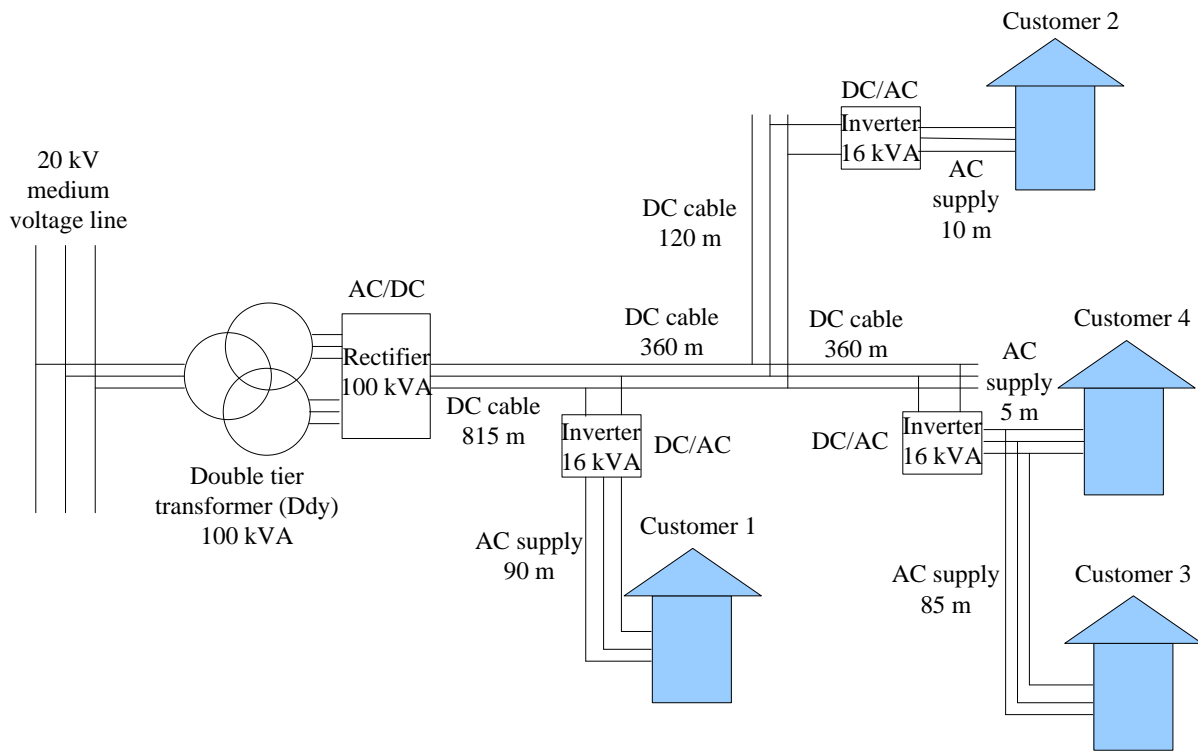 Customer 2
DC/AC
Inverter
16 kVA
AC
supply
10 m
20 kV
medium
voltage line
DC cable
120 m
AC/DC
Rectifier
100 kVA
DC cable
360 m
DC cable
360 m
Customer 4
AC
supply
5 m
DC cable
815 m
Inverter
16 kVA
DC/AC
DC/AC
Inverter
16 kVA
Double tier
transformer (Ddy)
100 kVA
Customer 1
AC supply
90 m
Customer 3
AC supply
85 m